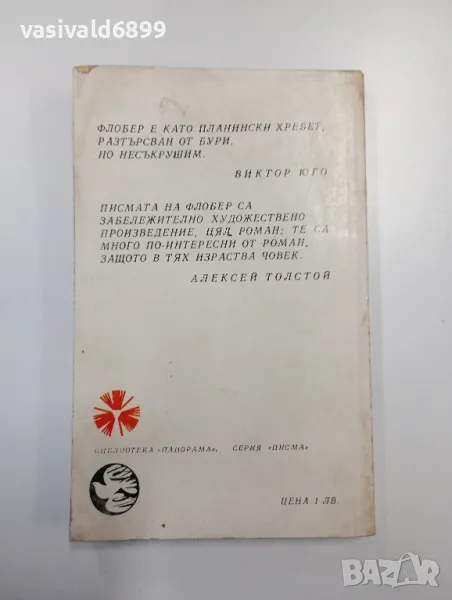 vasivald6899
ФЛОБЕР Е КАТО ПЛАНИНСКИ ХРЕБЕТ,
РАЗТЪРСВАН ОТ БУРИ,
НО НЕСЪКРУШИМ.
ВИКТОР ЮГО
ПИСМАТА НА ФЛОБЕР СА
ЗАБЕЛЕЖИТЕЛНО ХУДОЖЕСТВЕНО
ПРОИЗВЕДЕНИЕ, ЦЯЛ РОМАН; ТЕ СА
МНОГО ПО-ИНТЕРЕСНИ ОТ РОМАН,
ЗАЩОТО В ТЯХ ИЗРАСТВА ЧОВЕК.
АЛЕКСЕЙ ТОЛСТОЙ
БИБЛИОТЕКА «ПАНОРАМА», СЕРИЯ «ПИСМА»
ЦЕНА 1 ЛВ.
BAZAR